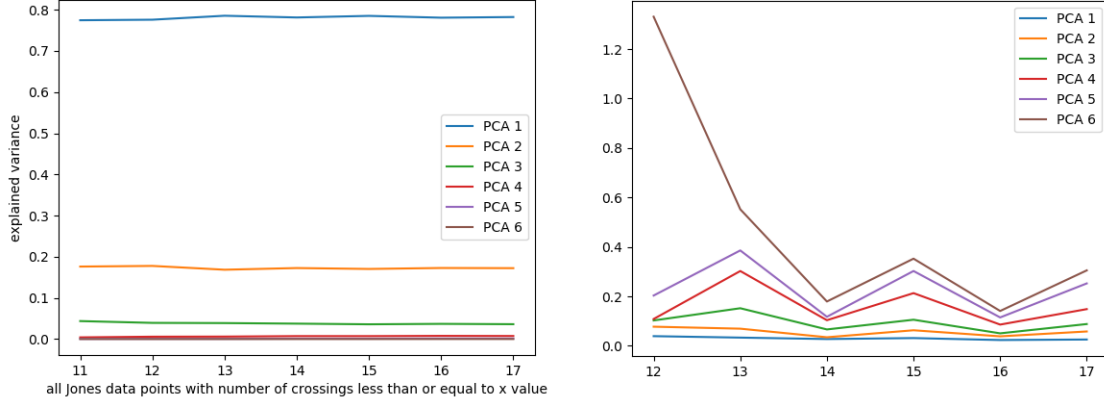 explained variance
0.8
0.7
0.6
0.5
0.4
0.3
0.2
0.1
0.0
PCA 1
PCA 2
PCA 3
PCA 4
PCA 5
PCA 6
11 12 13 14 15 16 17
all Jones data points with number of crossings less than or equal to x value
1.2
1.0
0.8
0.6
0.4
0.2
0.0
PCA 1
PCA 2
PCA 3
PCA 4
PCA 5
PCA 6
12 13 14 15 16 17